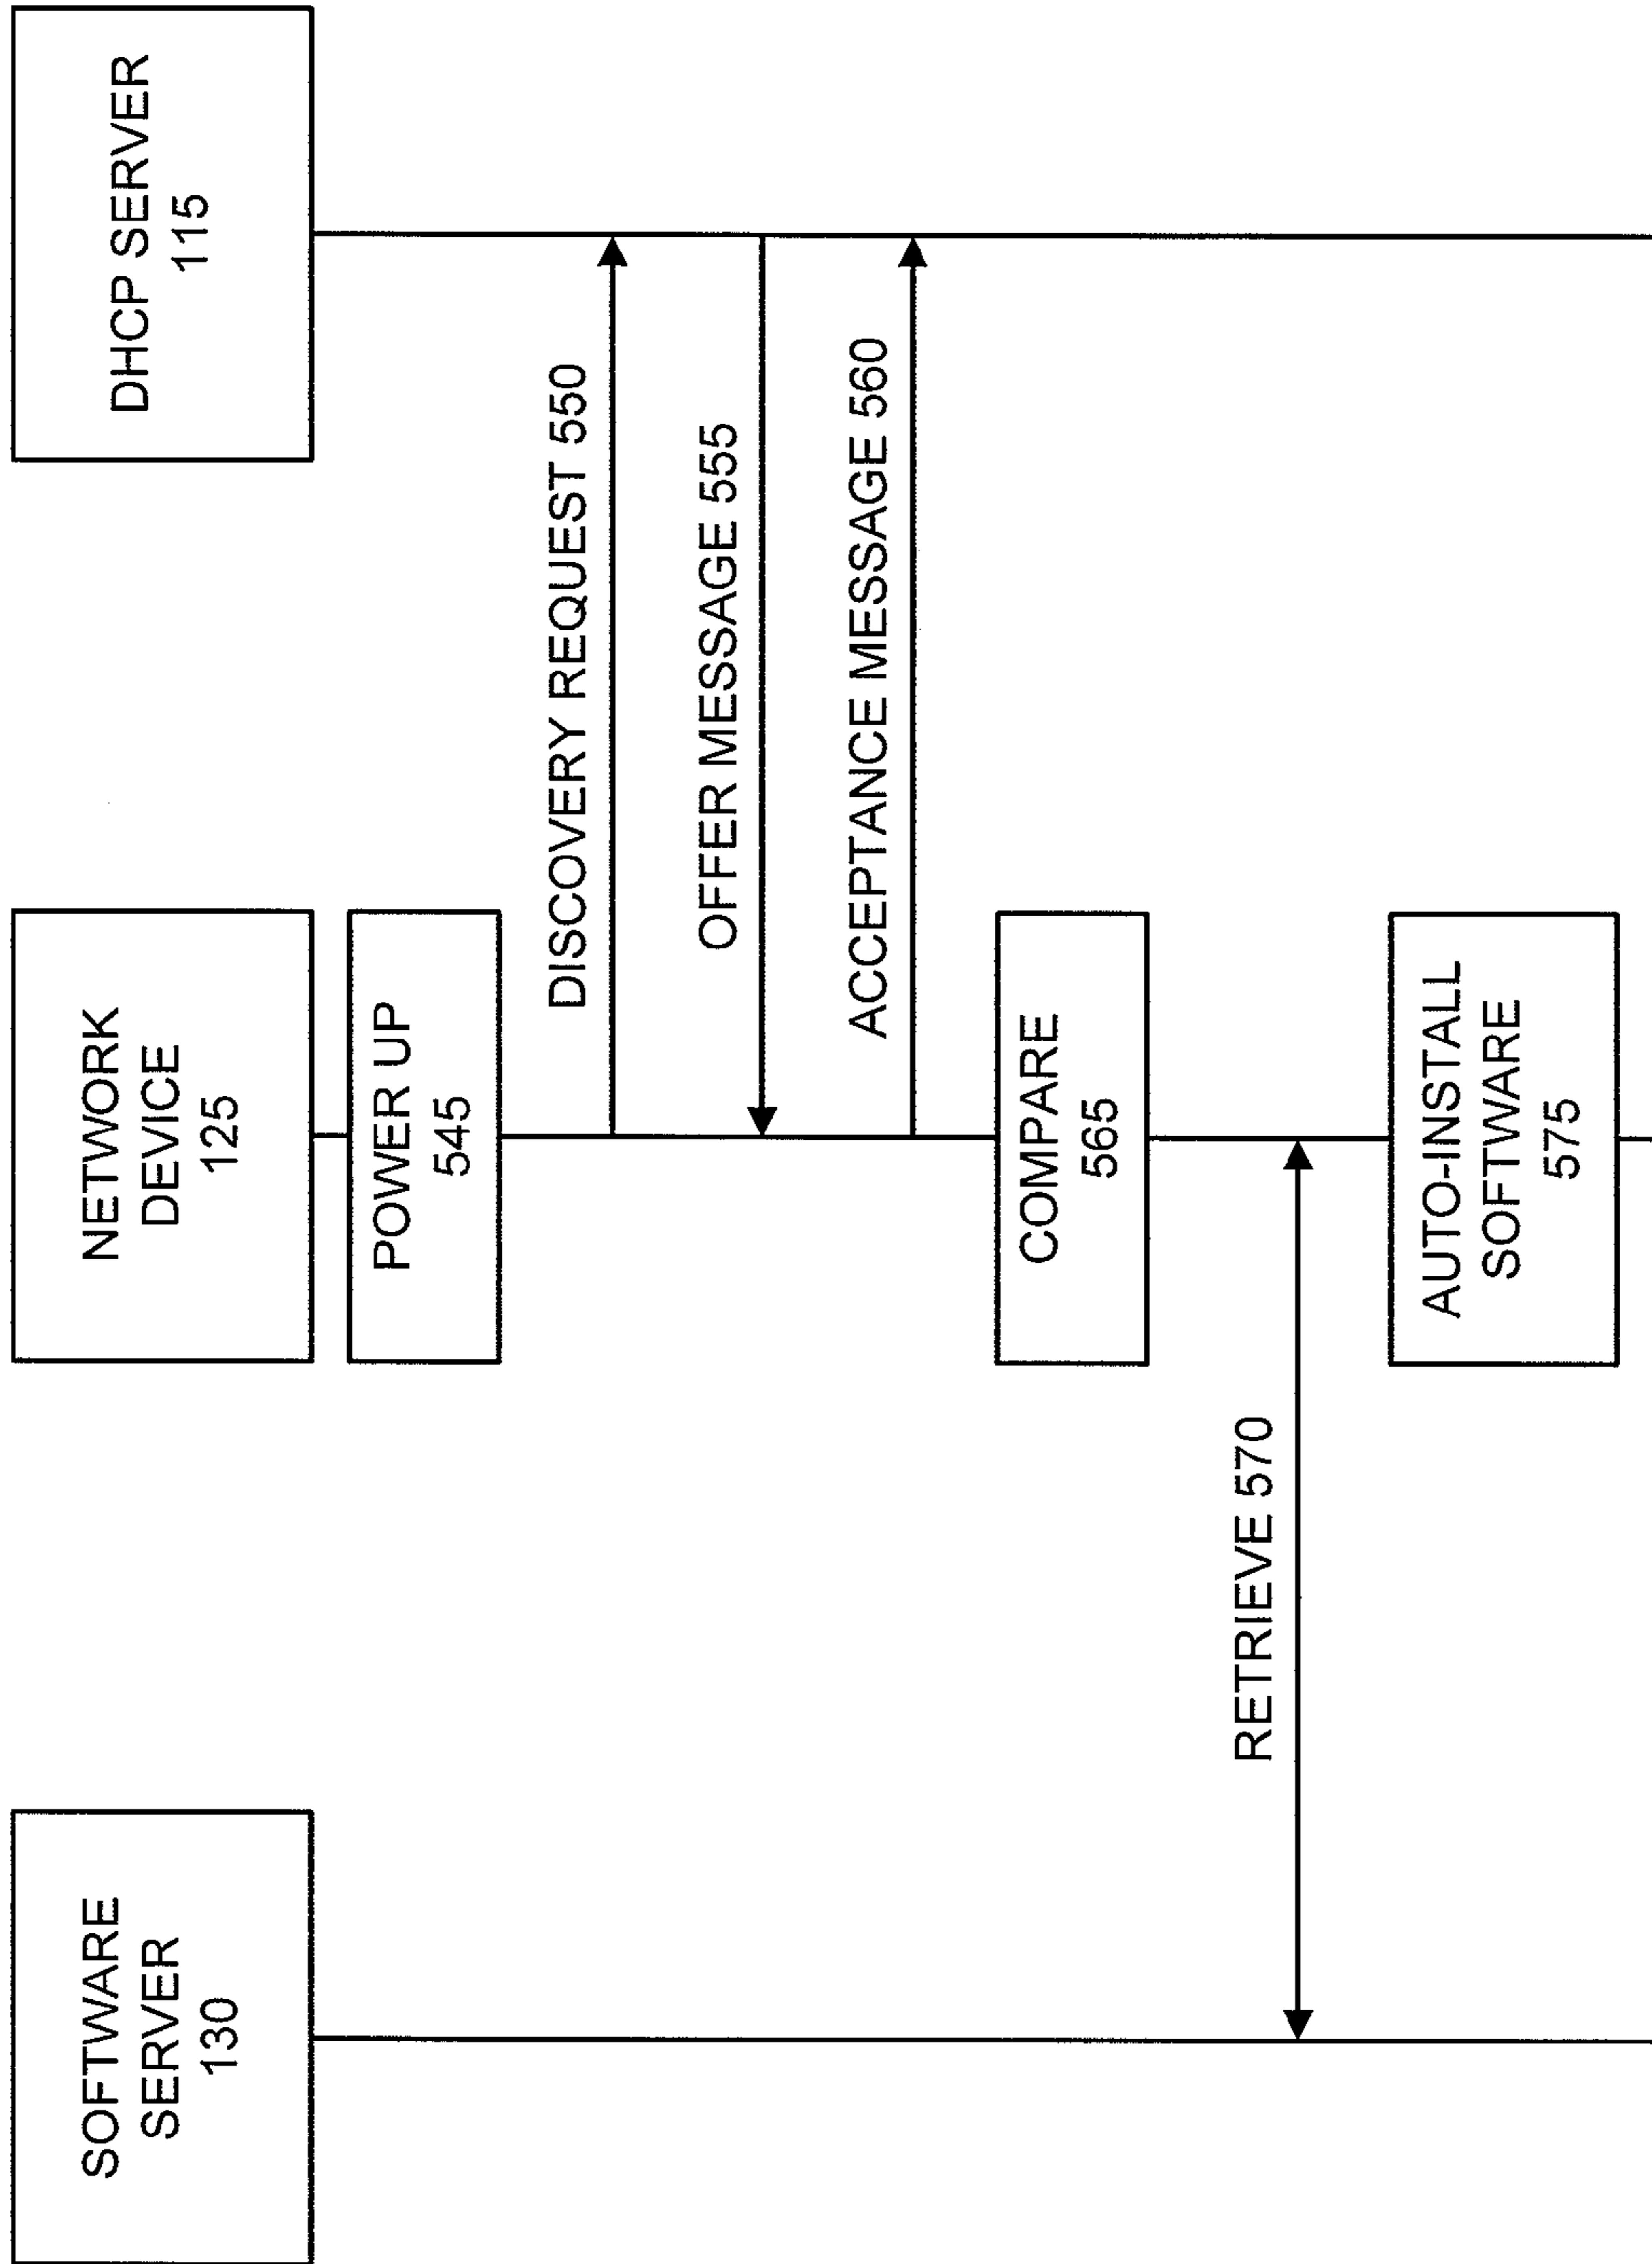 SOFTWARE
SERVER
130
NETWORK
DEVICE
125
DHCP SERVER
115
POWER UP
545
DISCOVERY REQUEST 550
OFFER MESSAGE 555
ACCEPTANCE MESSAGE 560
COMPARE
565
RETRIEVE 570
AUTO-INSTALL
SOFTWARE
575